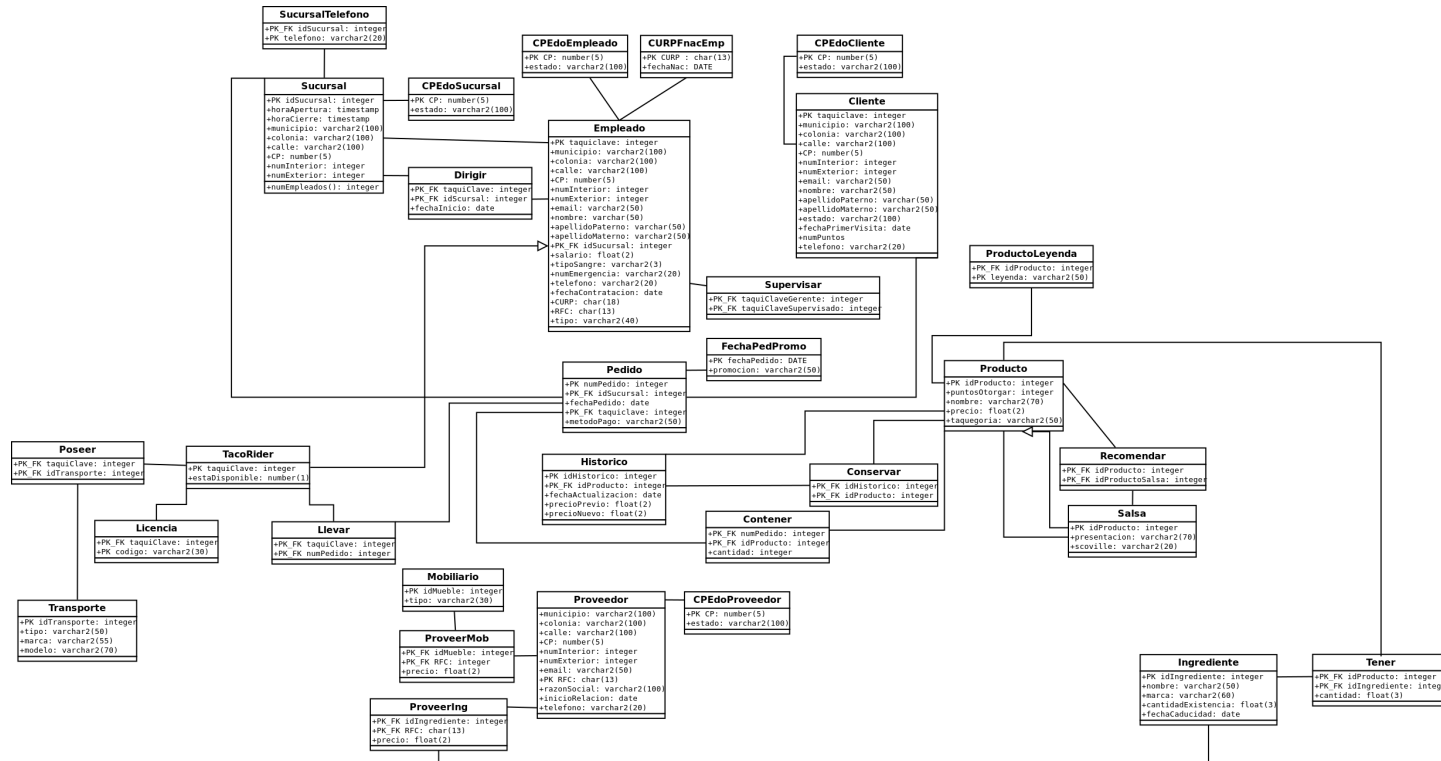 SucursalTelefono
+PK_FK idSucursal: integer
+PK telefono: varchar2(20)
CPEdoEmpleado
+PK CP: number(5)
+estado: varchar2(100)
CURPFnacEmp
+PK CURP : char(13)
+fechaNac: DATE
CPEdoCliente
+PK CP: number(5)
+estado: varchar2(100)
Sucursal
+PK idSucursal: integer
+horaApertura: timestamp
+horaCierre: timestamp
+municipio: varchar2(100)
+colonia: varchar2(100)
+calle: varchar2(100)
+CP: number(5)
+numInterior: integer
+numExterior: integer
+numEmpleados(): integer
CPEdoSucursal
+PK CP: number(5)
+estado: varchar2(100)
Cliente
+PK taquiclave: integer
+municipio: varchar2(100)
+colonia: varchar2(100)
+calle: varchar2(100)
+CP: number(5)
+numInterior: integer
+numExterior: integer
+email: varchar2(50)
+nombre: varchar2(50)
+apellidoPaterno: varchar(50)
+apellidoMaterno: varchar2(50)
+estado: varchar2(100)
+fechaPrimerVisita: date
+numPuntos
+telefono: varchar2(20)
Empleado
+PK taquiclave: integer
+municipio: varchar2(100)
+colonia: varchar2(100)
+calle: varchar2(100)
+CP: number(5)
+numInterior: integer
+numExterior: integer
+email: varchar2(50)
+nombre: varchar(50)
+apellidoPaterno: varchar(50)
+apellidoMaterno: varchar2(50)
+PK_FK idSucursal: integer
+salario: float(2)
+tipoSangre: varchar2(3)
+numEmergencia: varchar2(20)
+telefono: varchar2(20)
+fechaContratacion: date
+CURP: char(18)
+RFC: char(13)
+tipo: varchar2(40)
Dirigir
+PK_FK taquiClave: integer
+PK_FK idScursal: integer
+fechaInicio: date
ProductoLeyenda
+PK_FK idProducto: integer
+PK leyenda: varchar2(50)
Supervisar
+PK_FK taquiClaveGerente: integer
+PK_FK taquiClaveSupervisado: integer
FechaPedPromo
+PK fechaPedido: DATE
+promocion: varchar2(50)
Pedido
+PK numPedido: integer
+PK_FK idSucursal: integer
+fechaPedido: date
+PK_FK taquiclave: integer
+metodoPago: varchar2(50)
Producto
+PK idProducto: integer
+puntosOtorgar: integer
+nombre: varchar2(70)
+precio: float(2)
+taquegoria: varchar2(50)
Poseer
+PK_FK taquiClave: integer
+PK_FK idTransporte: integer
TacoRider
+PK taquiClave: integer
+estaDisponible: number(1)
Historico
+PK idHistorico: integer
+PK_FK idProducto: integer
+fechaActualizacion: date
+precioPrevio: float(2)
+precioNuevo: float(2)
Conservar
+PK_FK idHistorico: integer
+PK_FK idProducto: integer
Recomendar
+PK_FK idProducto: integer
+PK_FK idProductoSalsa: integer
Licencia
+PK_FK taquiClave: integer
+PK codigo: varchar2(30)
Llevar
+PK_FK taquiClave: integer
+PK_FK numPedido: integer
Contener
+PK_FK numPedido: integer
+PK_FK idProducto: integer
+cantidad: integer
Salsa
+PK idProducto: integer
+presentacion: varchar2(70)
+scoville: varchar2(20)
Mobiliario
+PK idMueble: integer
+tipo: varchar2(30)
Transporte
+PK idTransporte: integer
+tipo: varchar2(50)
+marca: varchar2(55)
+modelo: varchar2(70)
Proveedor
+municipio: varchar2(100)
+colonia: varchar2(100)
+calle: varchar2(100)
+CP: number(5)
+numInterior: integer
+numExterior: integer
+email: varchar2(50)
+PK RFC: char(13)
+razonSocial: varchar2(100)
+inicioRelacion: date
+telefono: varchar2(20)
CPEdoProveedor
+PK CP: number(5)
+estado: varchar2(100)
ProveerMob
+PK_FK idMueble: integer
+PK_FK RFC: integer
+precio: float(2)
ProveerIng
+PK_FK idIngrediente: integer
+PK_FK RFC: char(13)
+precio: float(2)
Ingrediente
+PK idIngrediente: integer
+nombre: varchar2(50)
+marca: varchar2(60)
+cantidadExistencia: float(3)
+fechaCaducidad: date
Tener
+PK_FK idProducto: integer
+PK_FK idIngrediente: integ
+cantidad: float(3)